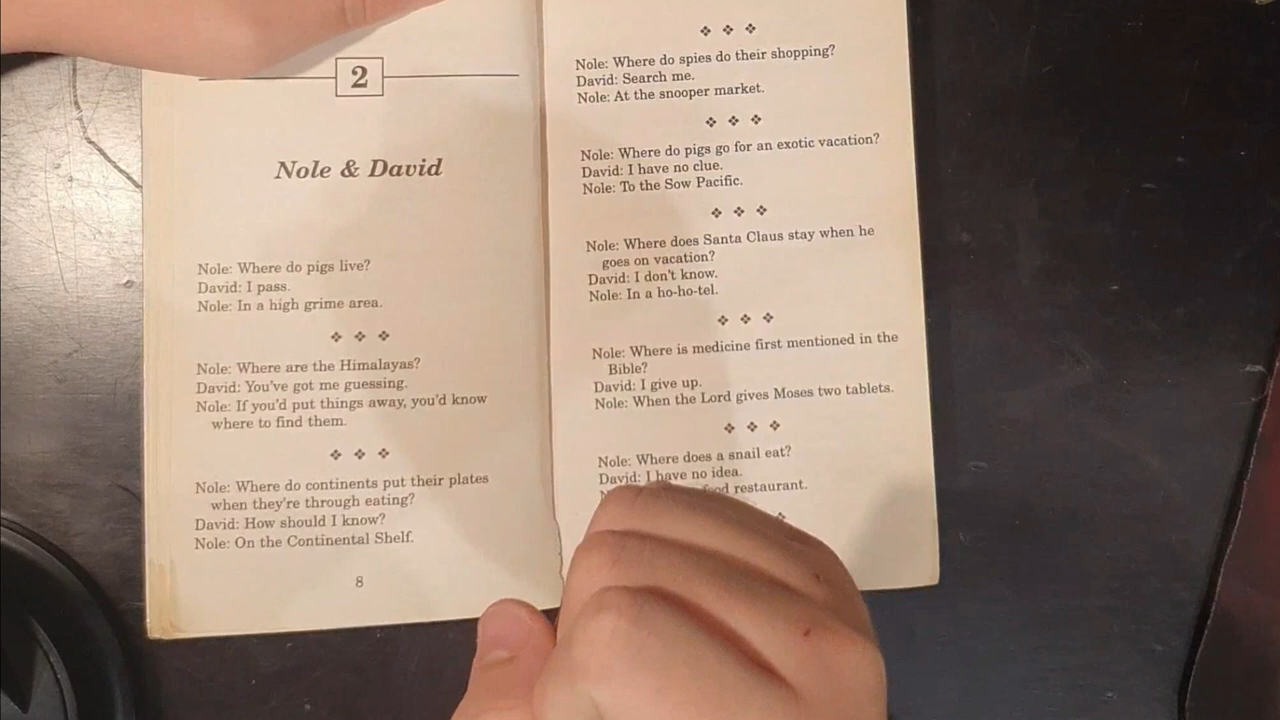 2
Nole & David
Nole: Where do pigs live?
David: I pass.
Nole: In a high grime area.
Nole: Where are the Himalayas?
David: You've got me guessing.
Nole: If you'd put things away, you'd know
where to find them.
Nole: Where do continents put their plates
when they're through eating?
David: How should I know?
Nole: On the Continental Shelf.
8
Nole: Where do spies do their shopping?
David: Search me.
Nole: At the snooper market.
Nole: Where do pigs go for an exotic vacation?
David: I have no clue.
Nole: To the Sow Pacific.
Nole: Where does Santa Claus stay when he
goes on vacation?
David: I don't know.
Nole: In a ho-ho-tel.
Nole: Where is medicine first mentioned in the
Bible?
David: I give up.
Nole: When the Lord gives Moses two tablets.
Nole: Where does a snail eat?
David: I have no idea.
restaurant.